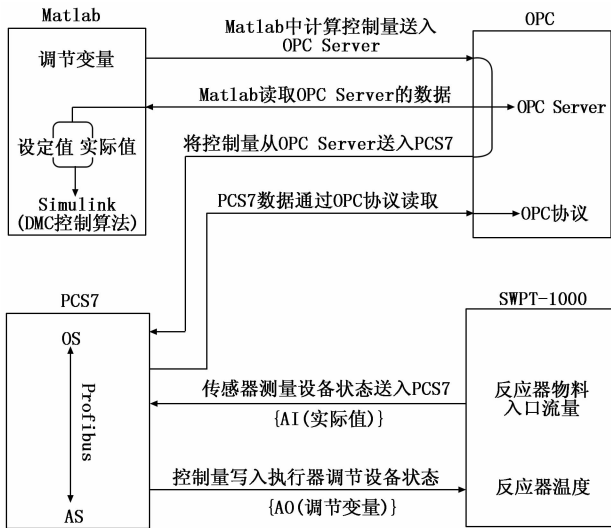 Matlab
OPC
Matlab中计算控制量送入
OPC Server
调节变量
Matlab读取OPC Server的数据
OPC Server
设定值 实际值
将控制量从OPC Server送入PCS7
Simulink
(DMC控制算法)
PCS7数据通过OPC协议读取
OPC协议
PCS7
SWPT-1000
OS
Profibus
AS
传感器测量设备状态送入PCS7
{AI(实际值)}
反应器物料
入口流量
控制量写入执行器调节设备状态
{AO(调节变量)}
反应器温度